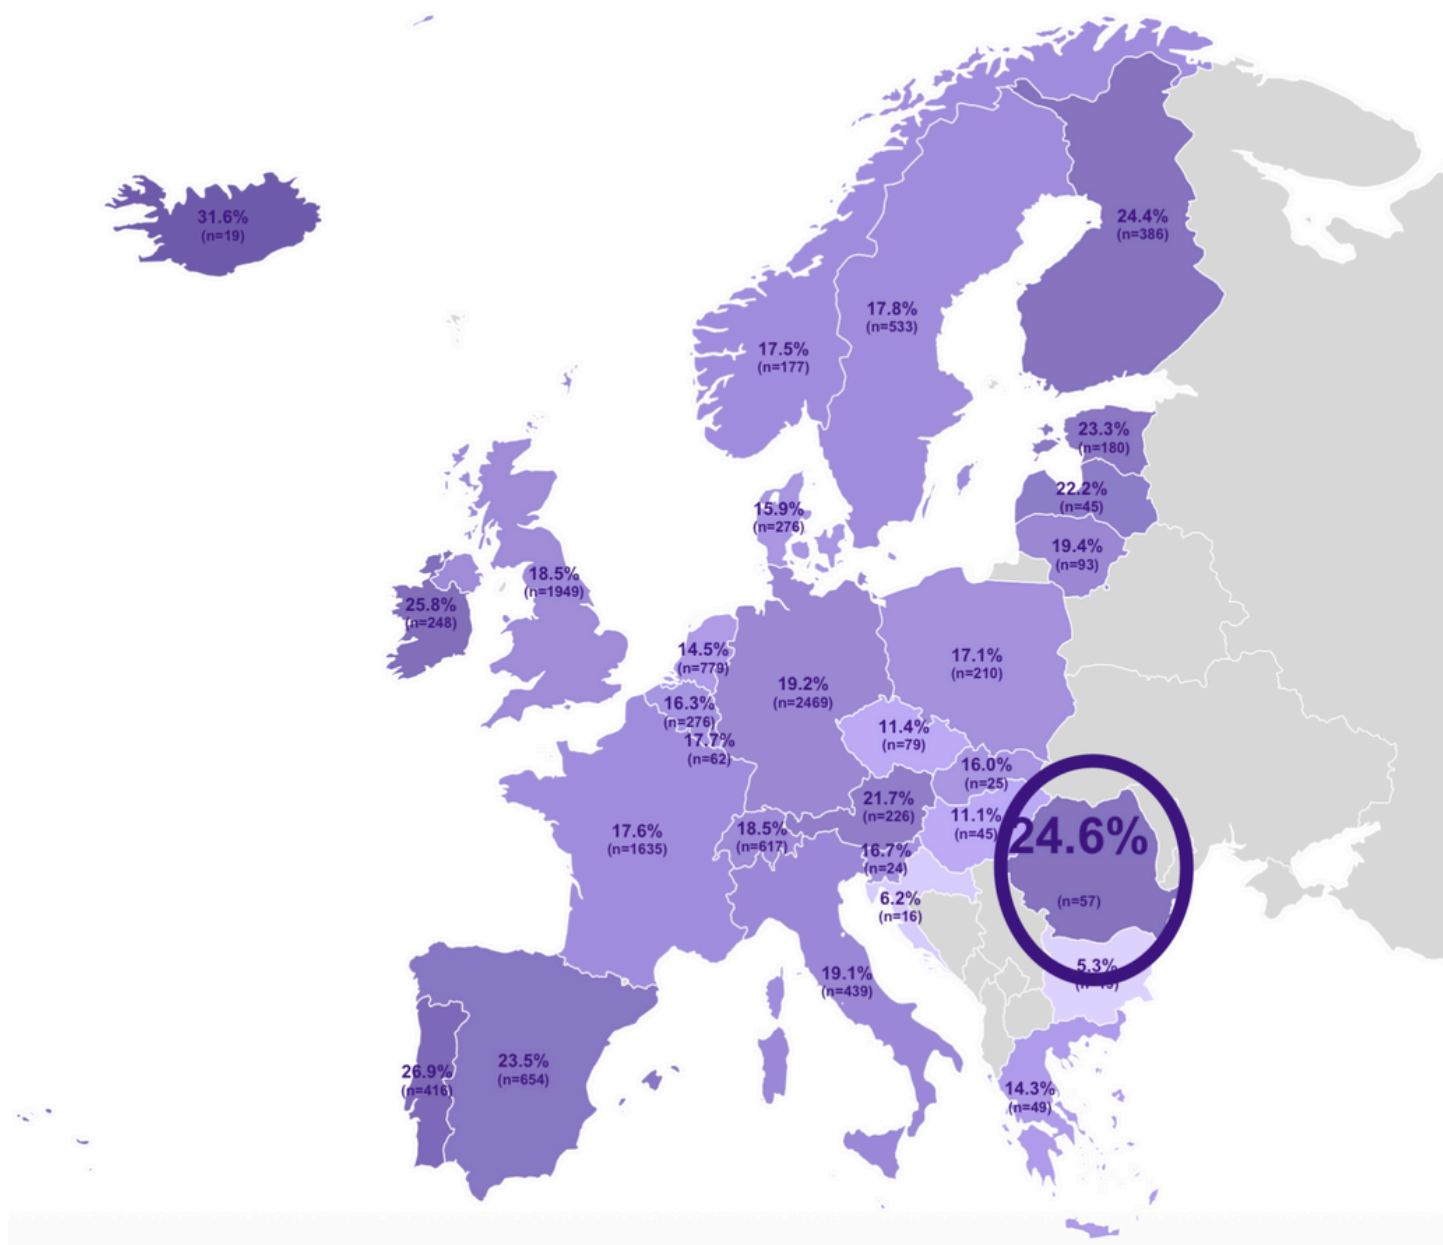 31.6%
(n=19)
24.4%
(n=386)
17.8%
(n=533)
17.5%
(n=177)
23.3%
(n=180)
22.2%
(n=45)
15.9%
(n=276)
19.4%
(n=93)
18.5%
(n=1949)
25.8%
(n=248)
14.5%
(n=779)
17.1%
(n=210)
19.2%
(n=2469)
16.3%
(n=276)
11.4%
(n=79)
17.7%
(n=62)
16.0%
(n=25)
21.7%
(n=226)
11.1%
(n=45)
24.6%
(n=57)
17.6%
(n=1635)
18.5%
(n=617)
16.7%
(n=24)
6.2%
(n=16)
5.3%
19.1%
(n=439)
23.5%
(n=654)
26.9%
(n=416)
14.3%
(n=49)